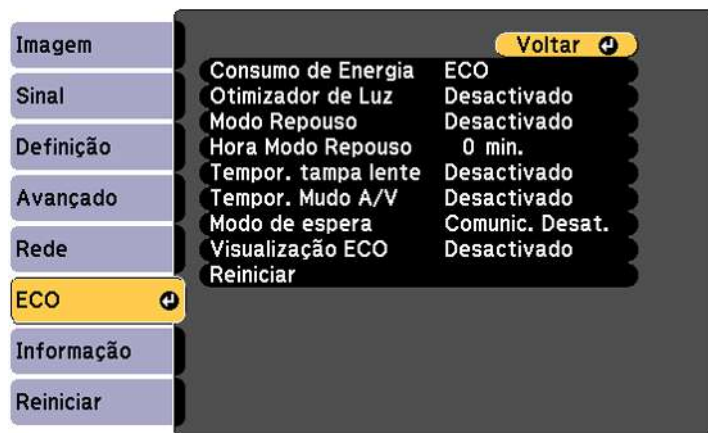 Imagem
Sinal
Definição
Avançado
Rede
ECO
Informação
Reiniciar
Voltar
Consumo de Energia ECO
Otimizador de Luz Desactivado
Modo Repouso Desactivado
Hora Modo Repouso 0 min.
Tempor. tampa lente Desactivado
Tempor. Mudo A/V Desactivado
Modo de espera Comunic. Desat.
Visualização ECO Desactivado
Reiniciar